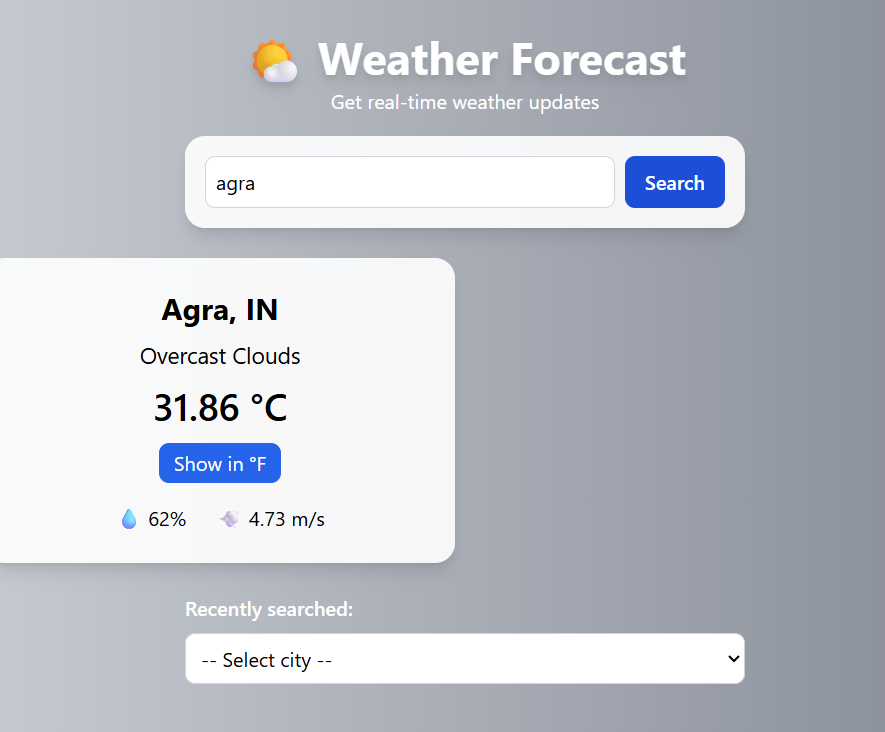 Weather Forecast
Get real-time weather updates
agra
Search
Agra, IN
Overcast Clouds
31.86 °C
Show in °F
62% 4.73 m/s
Recently searched:
-- Select city --